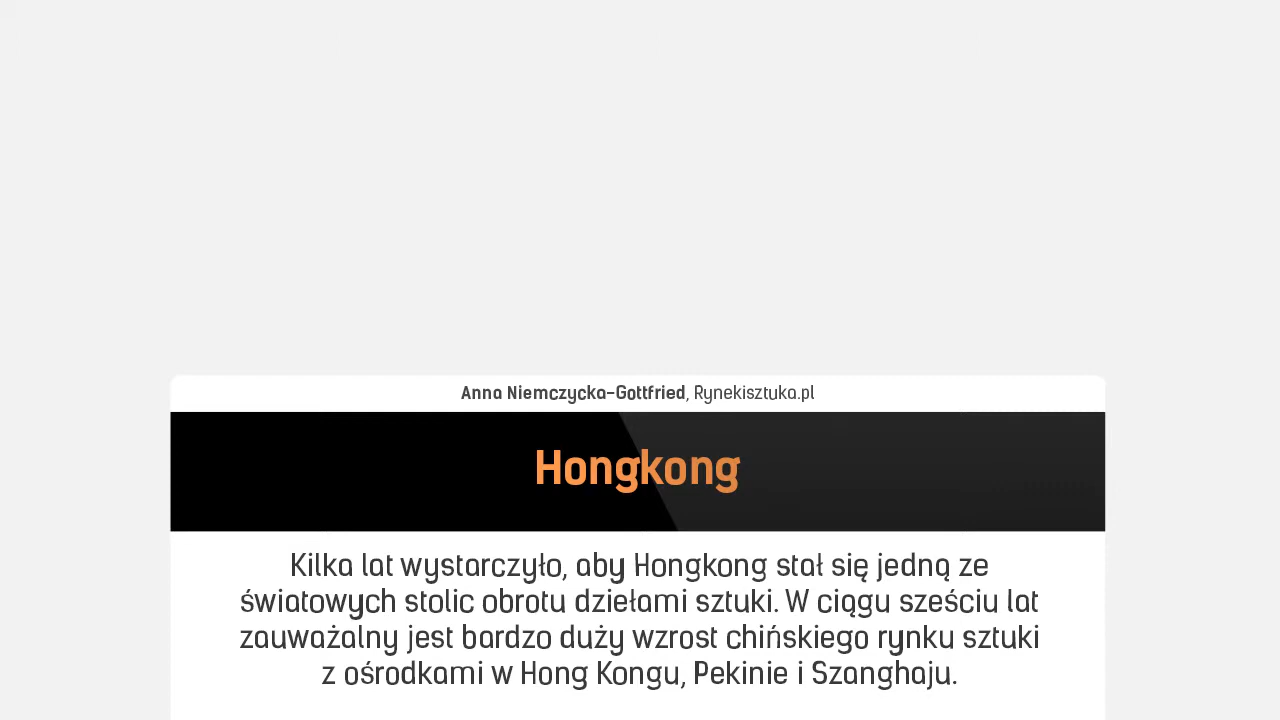 Anna Niemczycka-Gottfried, Rynekisztuka.pl
Hongkong
Kilka lat wystarczyło, aby Hongkong stał się jedną ze
światowych stolic obrotu dziełami sztuki. W ciągu sześciu lat
zauważalny jest bardzo duży wzrost chińskiego rynku sztuki
z ośrodkami w Hong Kongu, Pekinie i Szanghaju.